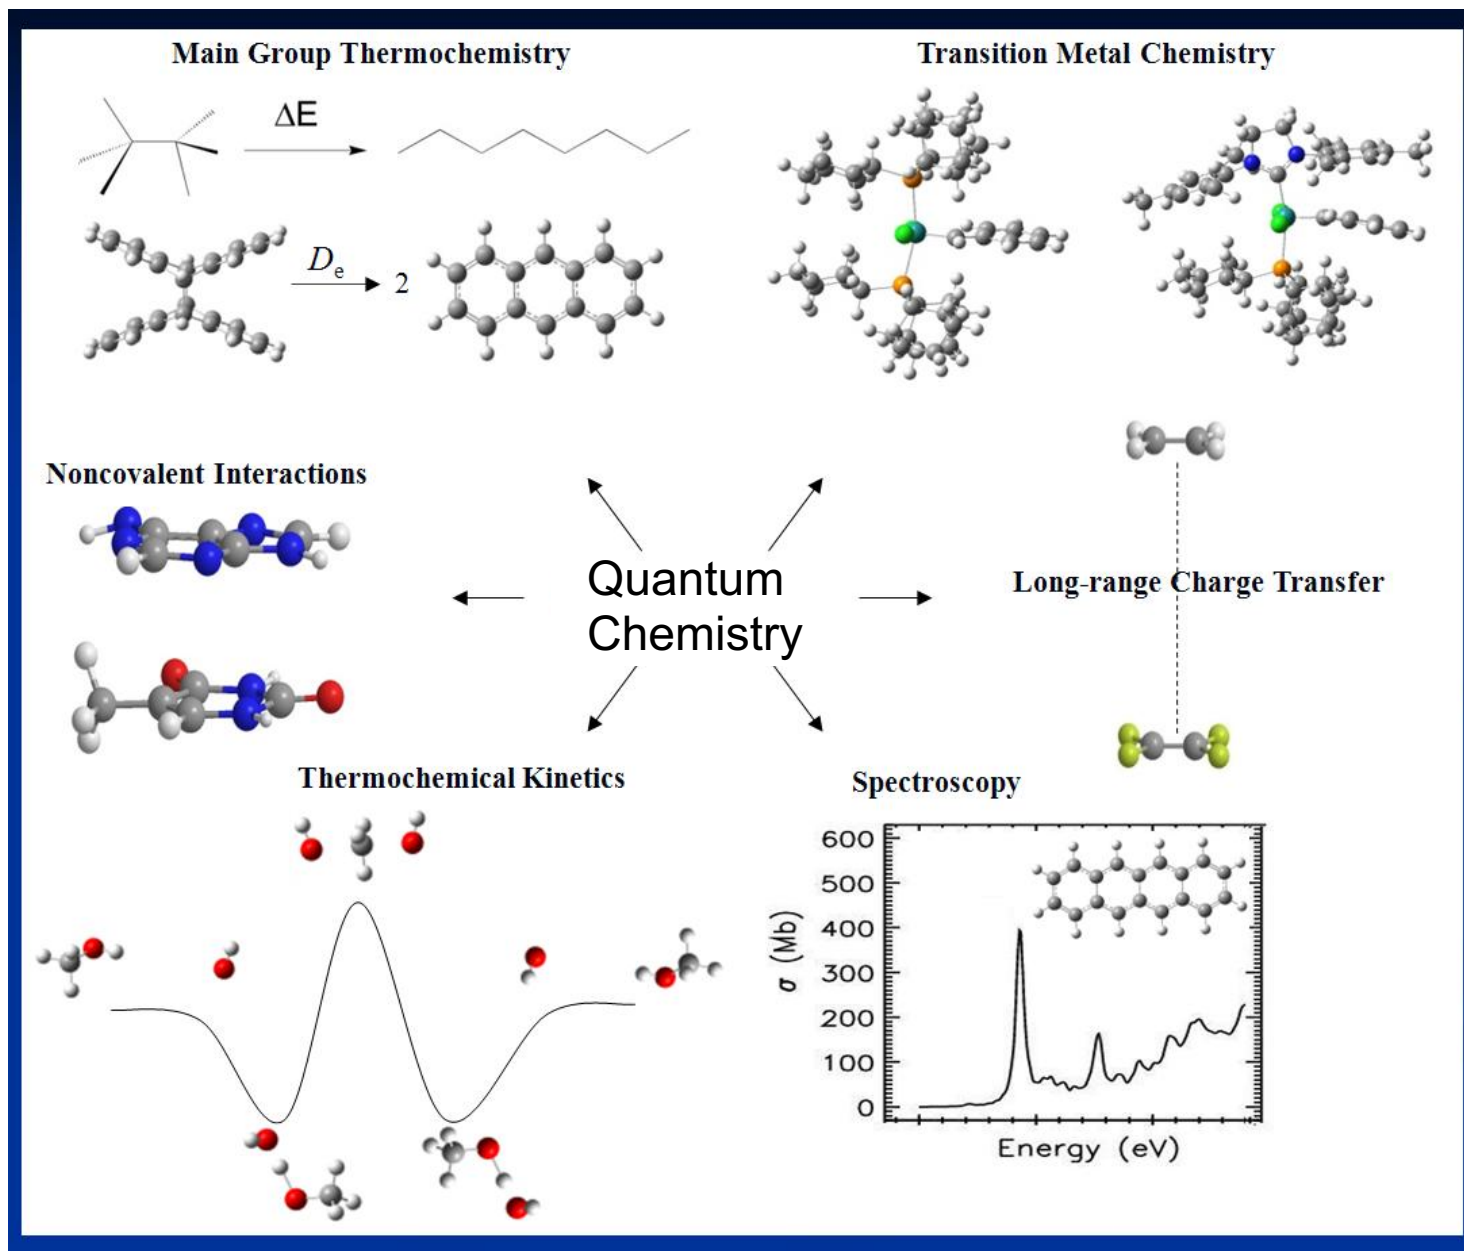 Main Group Thermochemistry
Transition Metal Chemistry
ΔE
De
2
Noncovalent Interactions
Quantum
Chemistry
Long-range Charge Transfer
Thermochemical Kinetics
Spectroscopy
600
500
400
300
200
100
0
σ (Mb)
Energy (eV)